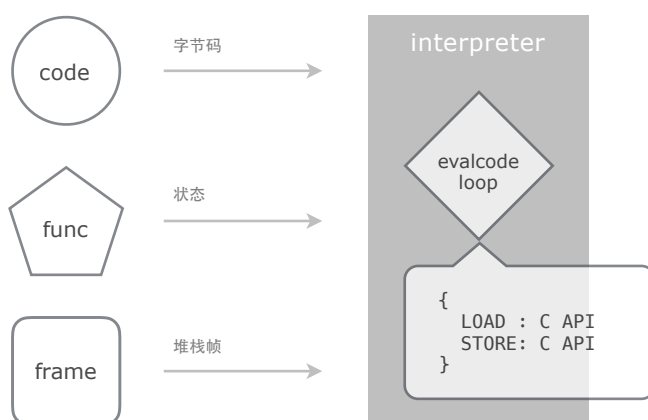 code
字节码
interpreter
evalcode
loop
func
状态
{
LOAD : C API
STORE: C API
}
frame
堆栈帧